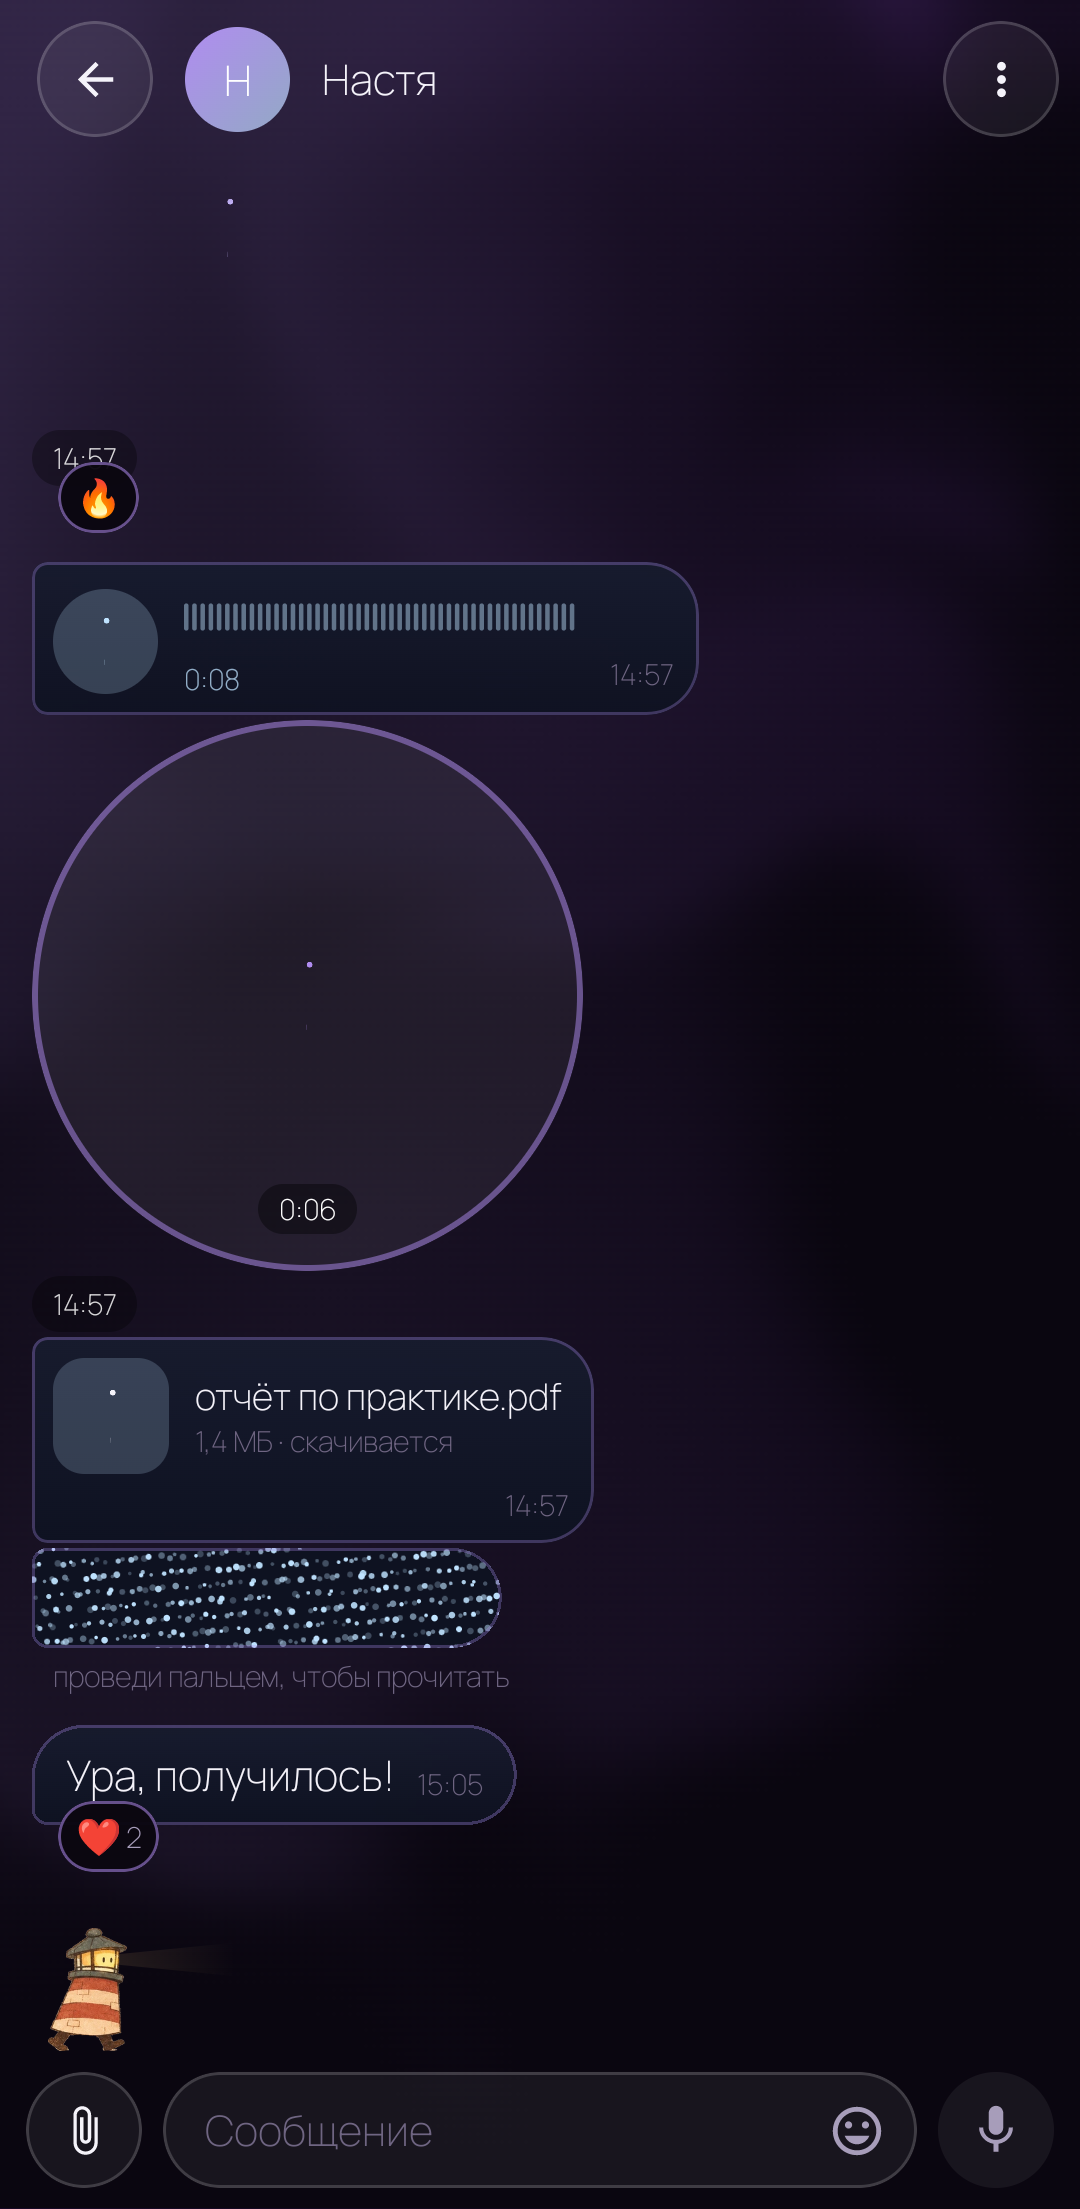 Н Настя
14:57
0:08 14:57
0:06
14:57
отчёт по практике.pdf
1,4 МБ · скачивается
14:57
проведи пальцем, чтобы прочитать
Ура, получилось! 15:05
2
Сообщение